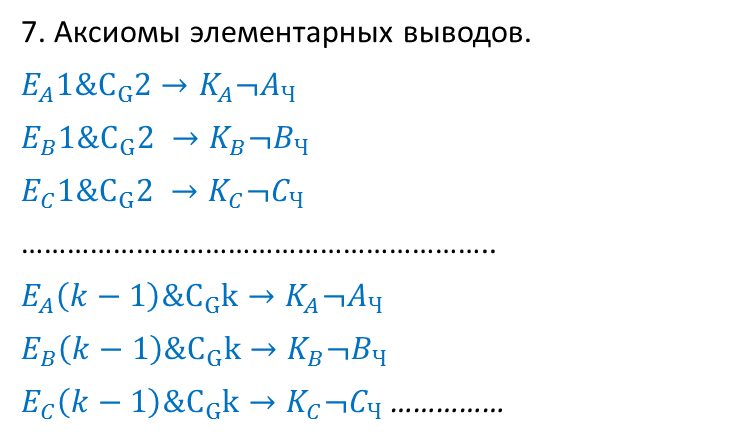 7. Аксиомы элементарных выводов.
E_A1&C_G2 → K_A¬A_Ч
E_B1&C_G2 → K_B¬B_Ч
E_C1&C_G2 → K_C¬C_Ч
……………………………………………………..
E_A(k − 1)&C_Gk → K_A¬A_Ч
E_B(k − 1)&C_Gk → K_B¬B_Ч
E_C(k − 1)&C_Gk → K_C¬C_Ч ……………